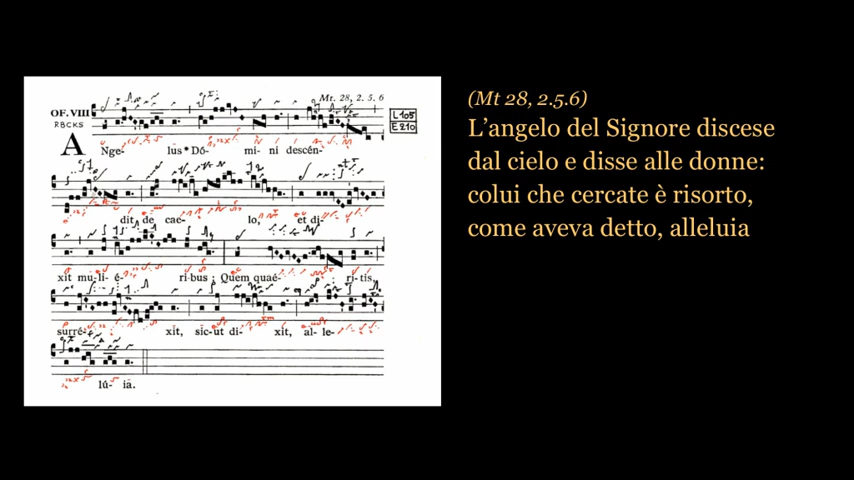 Mt. 28, 2. 5. 6
OF. VIII
RBCKS
L 105
E 210
ANge- lus * Dó- mi- ni descén-
dit de cae- lo, et di-
xit mu-li- é- ri-bus : Quem quaé- ri-tis,
surré- xit, sic-ut di- xit, al-le-
lú- ia.
(Mt 28, 2.5.6)
L’angelo del Signore discese
dal cielo e disse alle donne:
colui che cercate è risorto,
come aveva detto, alleluia